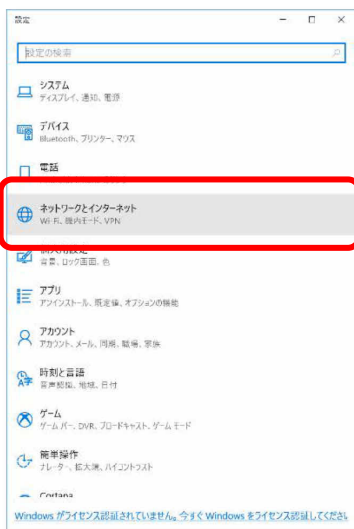 設定
設定の検索
システム
ディスプレイ、通知、電源
デバイス
Bluetooth、プリンター、マウス
電話
ネットワークとインターネット
Wi-Fi、機内モード、VPN
個人用設定
背景、ロック画面、色
アプリ
アンインストール、既定値、オプションの機能
アカウント
アカウント、メール、同期、職場、家族
時刻と言語
音声認識、地域、日付
ゲーム
ゲーム バー、DVR、ブロードキャスト、ゲーム モード
簡単操作
ナレーター、拡大鏡、ハイコントラスト
Cortana
Windows がライセンス認証されていません。今すぐ Windows をライセンス認証してくださ